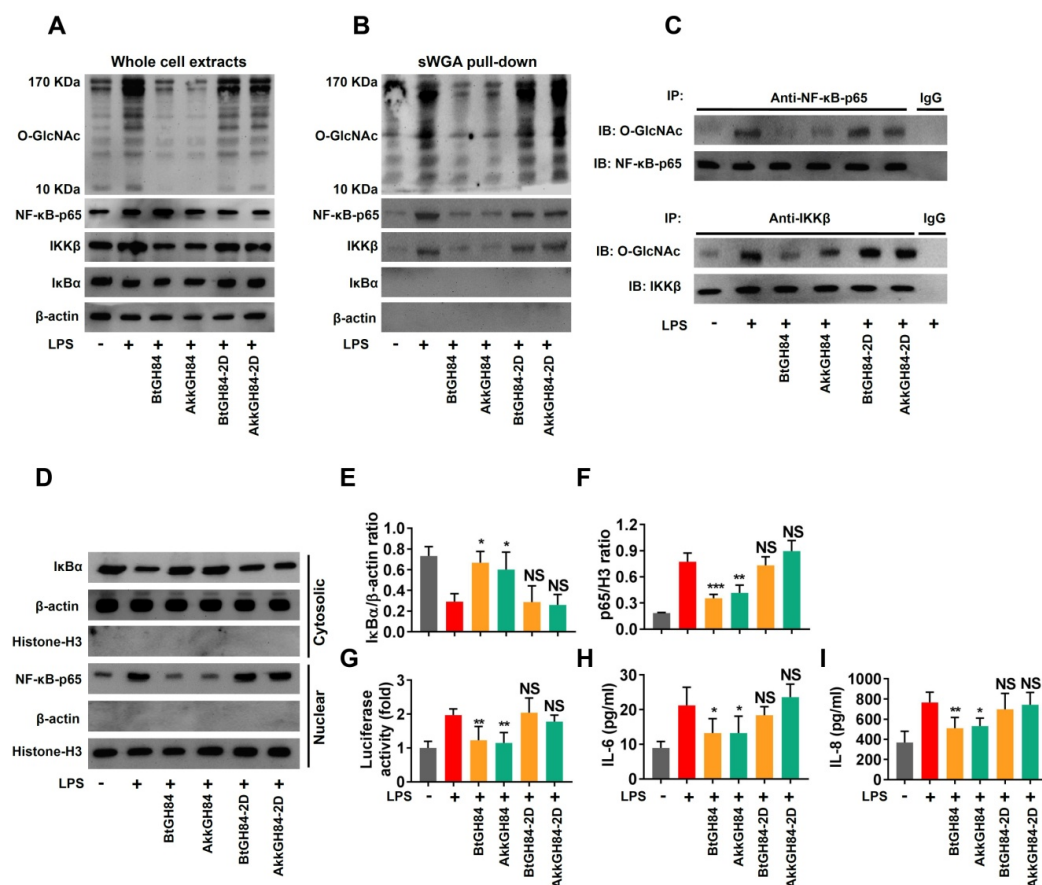 A
Whole cell extracts
170 KDa
O-GlcNAc
10 KDa
NF-κB-p65
IKKβ
IκBα
β-actin
LPS - + + + + +
BtGH84
AkkGH84
BtGH84-2D
AkkGH84-2D
B
sWGA pull-down
170 KDa
O-GlcNAc
10 KDa
NF-κB-p65
IKKβ
IκBα
β-actin
LPS - + + + + +
BtGH84
AkkGH84
BtGH84-2D
AkkGH84-2D
C
IP: Anti-NF-κB-p65 IgG
IB: O-GlcNAc
IB: NF-κB-p65
IP: Anti-IKKβ IgG
IB: O-GlcNAc
IB: IKKβ
LPS - + + + + + +
BtGH84
AkkGH84
BtGH84-2D
AkkGH84-2D
D
IκBα
β-actin
Histone-H3
Cytosolic
NF-κB-p65
β-actin
Histone-H3
Nuclear
LPS - + + + + +
BtGH84
AkkGH84
BtGH84-2D
AkkGH84-2D
E
IκBα/β-actin ratio
1.0
0.8
0.6
0.4
0.2
0.0
* * NS NS
F
p65/H3 ratio
1.2
0.9
0.6
0.3
0.0
*** ** NS NS
G
Luciferase
activity (fold)
3
2
1
0
** ** NS NS
LPS - + + + + +
BtGH84
AkkGH84
BtGH84-2D
AkkGH84-2D
H
IL-6 (pg/ml)
30
20
10
0
* * NS NS
LPS - + + + + +
BtGH84
AkkGH84
BtGH84-2D
AkkGH84-2D
I
IL-8 (pg/ml)
1000
800
600
400
200
0
** * NS NS
LPS - + + + + +
BtGH84
AkkGH84
BtGH84-2D
AkkGH84-2D